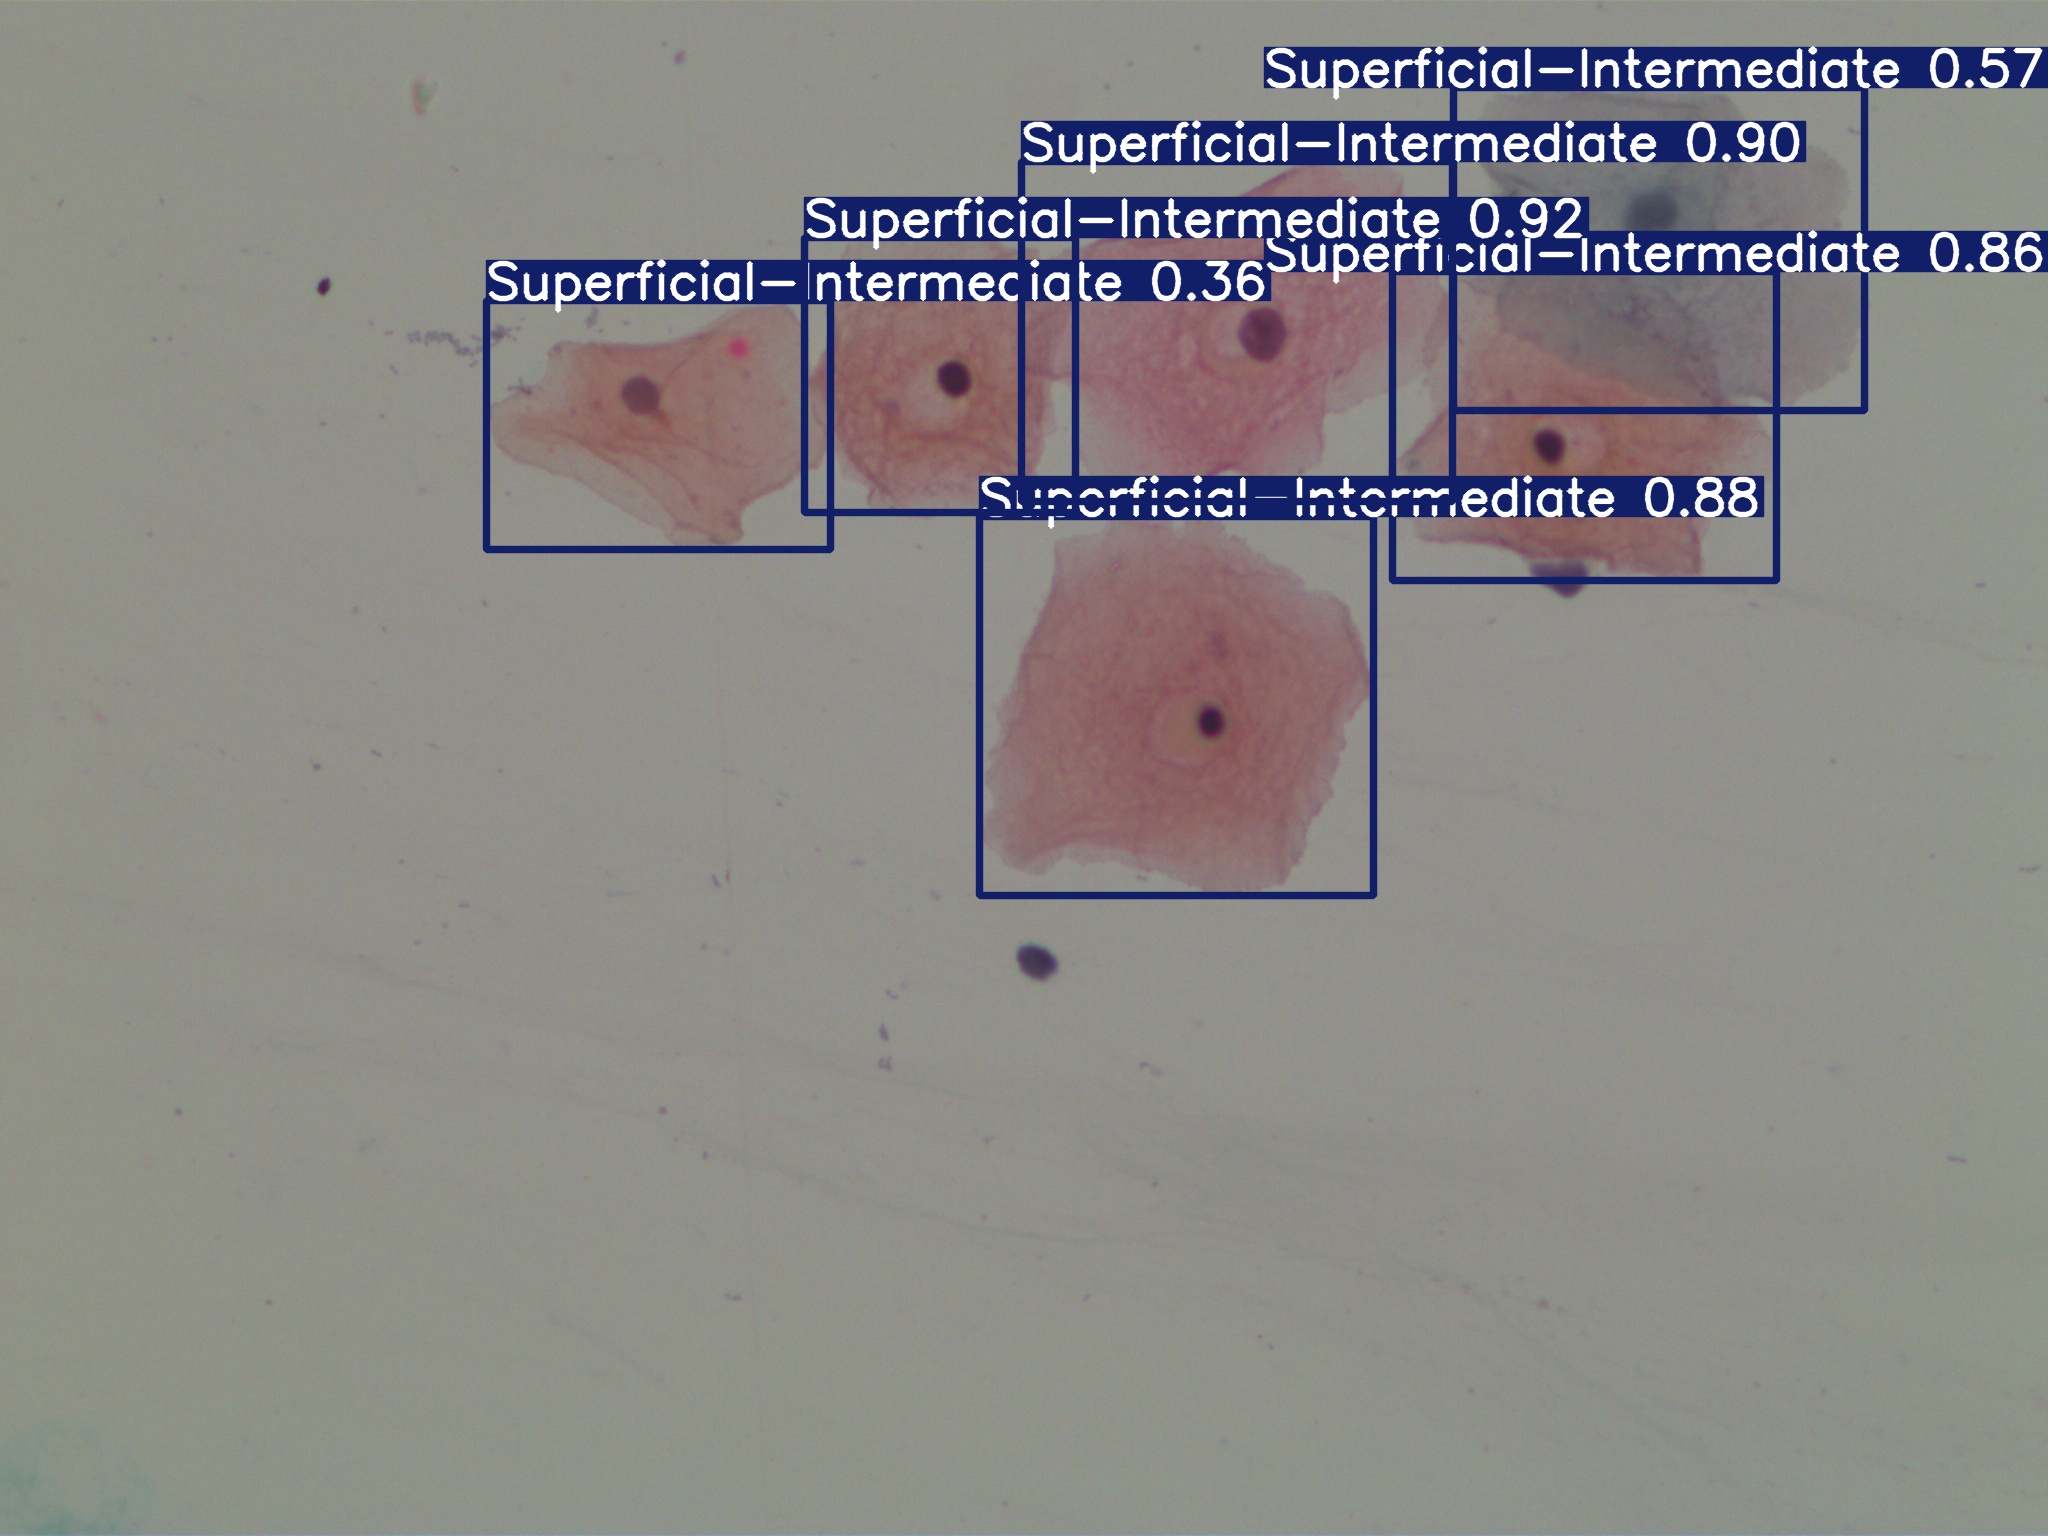 Superficial-Intermediate 0.57
Superficial-Intermediate 0.90
Superficial-Intermediate 0.92
Superficial-Intermediate 0.86
Superficial-Intermediate 0.36
Superficial-Intermediate 0.88